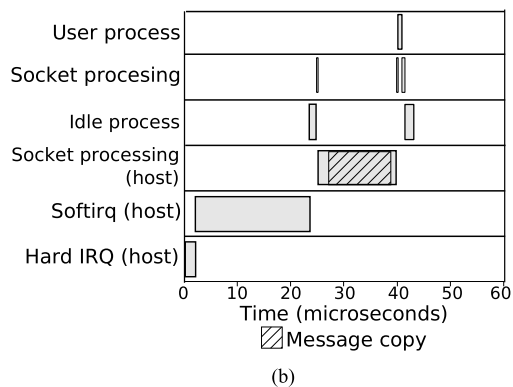 User process
Socket procesing
Idle process
Socket processing
(host)
Softirq (host)
Hard IRQ (host)
0 10 20 30 40 50 60
Time (microseconds)
Message copy
(b)